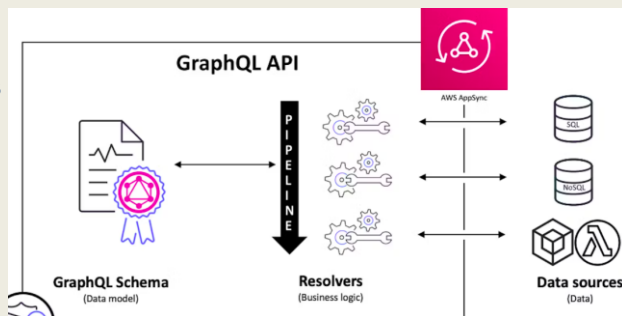 GraphQL API
AWS AppSync
PIPELINE
SQL
NoSQL
GraphQL Schema
(Data model)
Resolvers
(Business logic)
Data sources
(Data)